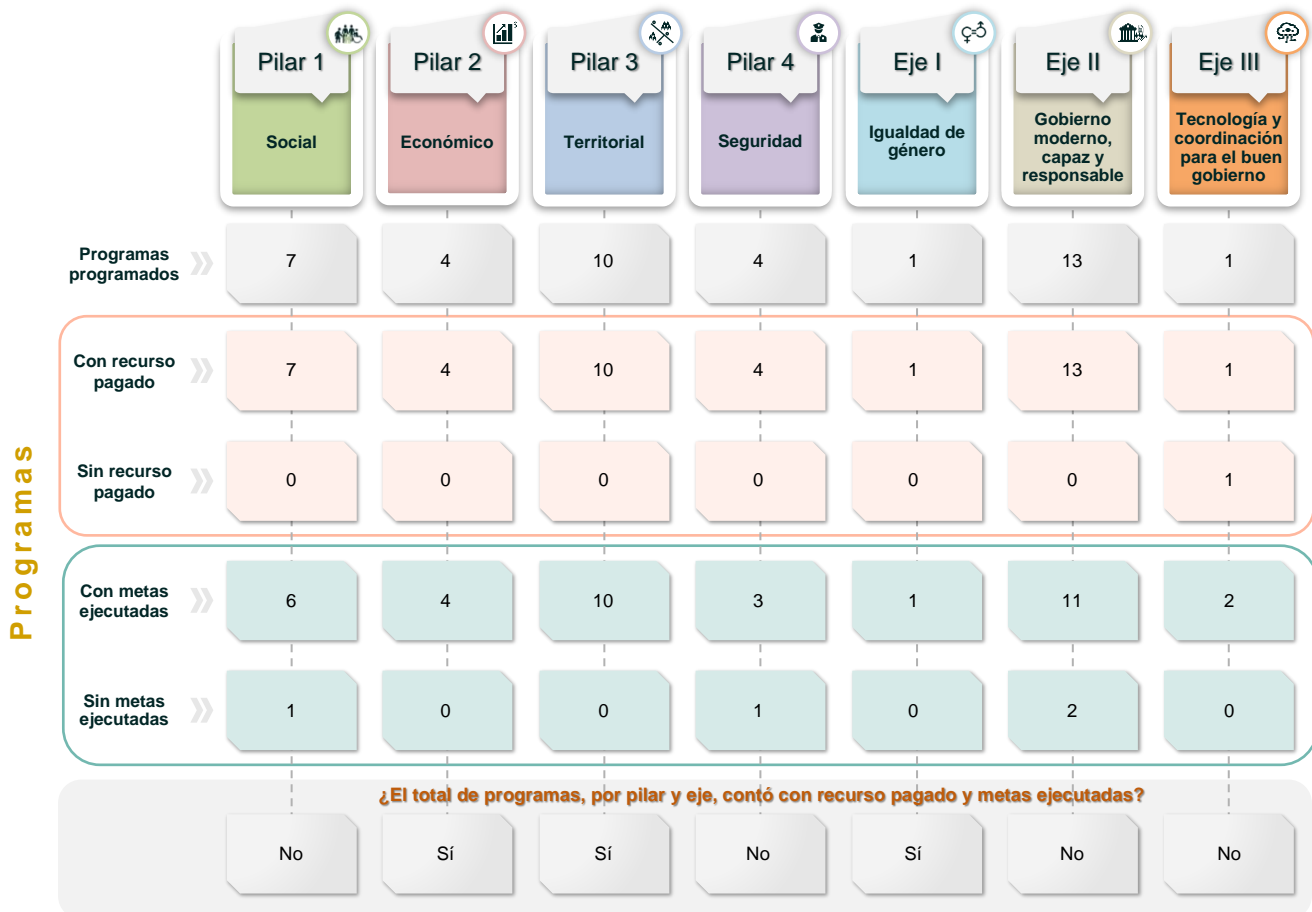 Pilar 1
Pilar 2
Pilar 3
Pilar 4
Eje I
Eje II
Eje III
Social
Económico
Territorial
Seguridad
Igualdad de
género
Gobierno
moderno,
capaz y
responsable
Tecnología y
coordinación
para el buen
gobierno
Programas
Programas
programados
7
4
10
4
1
13
1
Con recurso
pagado
7
4
10
4
1
13
1
Sin recurso
pagado
0
0
0
0
0
0
1
Con metas
ejecutadas
6
4
10
3
1
11
2
Sin metas
ejecutadas
1
0
0
1
0
2
0
¿El total de programas, por pilar y eje, contó con recurso pagado y metas ejecutadas?
No
Sí
Sí
No
Sí
No
No